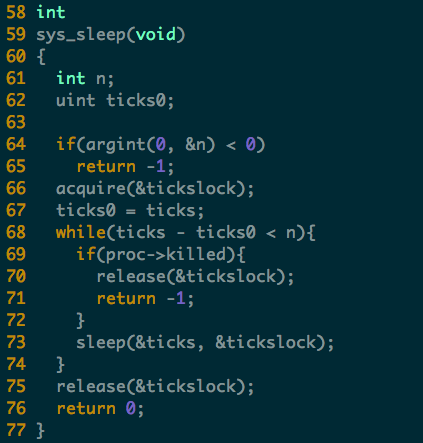 58 int
59 sys_sleep(void)
60 {
61   int n;
62   uint ticks0;
63
64   if(argint(0, &n) < 0)
65     return -1;
66   acquire(&tickslock);
67   ticks0 = ticks;
68   while(ticks - ticks0 < n){
69     if(proc->killed){
70       release(&tickslock);
71       return -1;
72     }
73     sleep(&ticks, &tickslock);
74   }
75   release(&tickslock);
76   return 0;
77 }